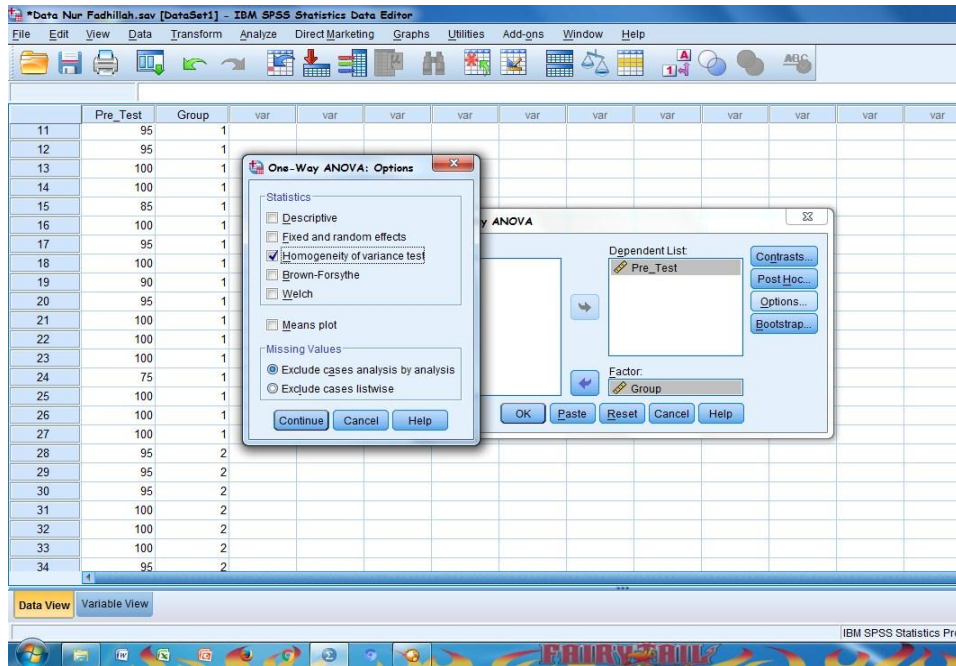 *Data Nur Fadhillah.sav [DataSet1] - IBM SPSS Statistics Data Editor
File Edit View Data Transform Analyze Direct Marketing Graphs Utilities Add-ons Window Help
Pre_Test Group var var var var var var var var var var var
11 95 1
12 95 1
13 100 1
14 100 1
15 85 1
16 100 1
17 95 1
18 100 1
19 90 1
20 95 1
21 100 1
22 100 1
23 100 1
24 75 1
25 100 1
26 100 1
27 100 1
28 95 2
29 95 2
30 95 2
31 100 2
32 100 2
33 100 2
34 95 2
One-Way ANOVA: Options
Statistics
Descriptive
Fixed and random effects
Homogeneity of variance test
Brown-Forsythe
Welch
Means plot
Missing Values
Exclude cases analysis by analysis
Exclude cases listwise
Continue Cancel Help
y ANOVA
Dependent List:
Pre_Test
Contrasts...
Post Hoc...
Options...
Bootstrap...
Factor:
Group
OK Paste Reset Cancel Help
Data View Variable View
IBM SPSS Statistics Pr
FAIRY TAIL